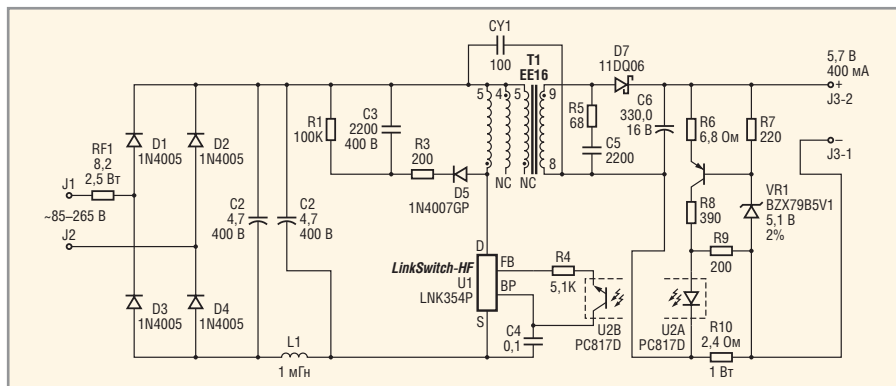 CY1
100
T1
EE16
D7
11DQ06
5,7 В
400 мА
+
J3-2
5
4
5
9
R1
100K
C3
2200
400 В
R3
200
R5
68
C6
330,0
16 В
R6
6,8 Ом
R7
220
–
J3-1
RF1
8,2
2,5 Вт
D1
1N4005
D2
1N4005
J1
~85–265 В
J2
C2
4,7
400 В
C2
4,7
400 В
D5
1N4007GP
NC
NC
8
C5
2200
R8
390
VR1
BZX79B5V1
5,1 В
2%
R9
200
D
LinkSwitch-HF
U1
LNK354P
FB
BP
S
R4
5,1K
D3
1N4005
D4
1N4005
L1
1 мГн
C4
0,1
U2B
PC817D
U2A
PC817D
R10
2,4 Ом
1 Вт